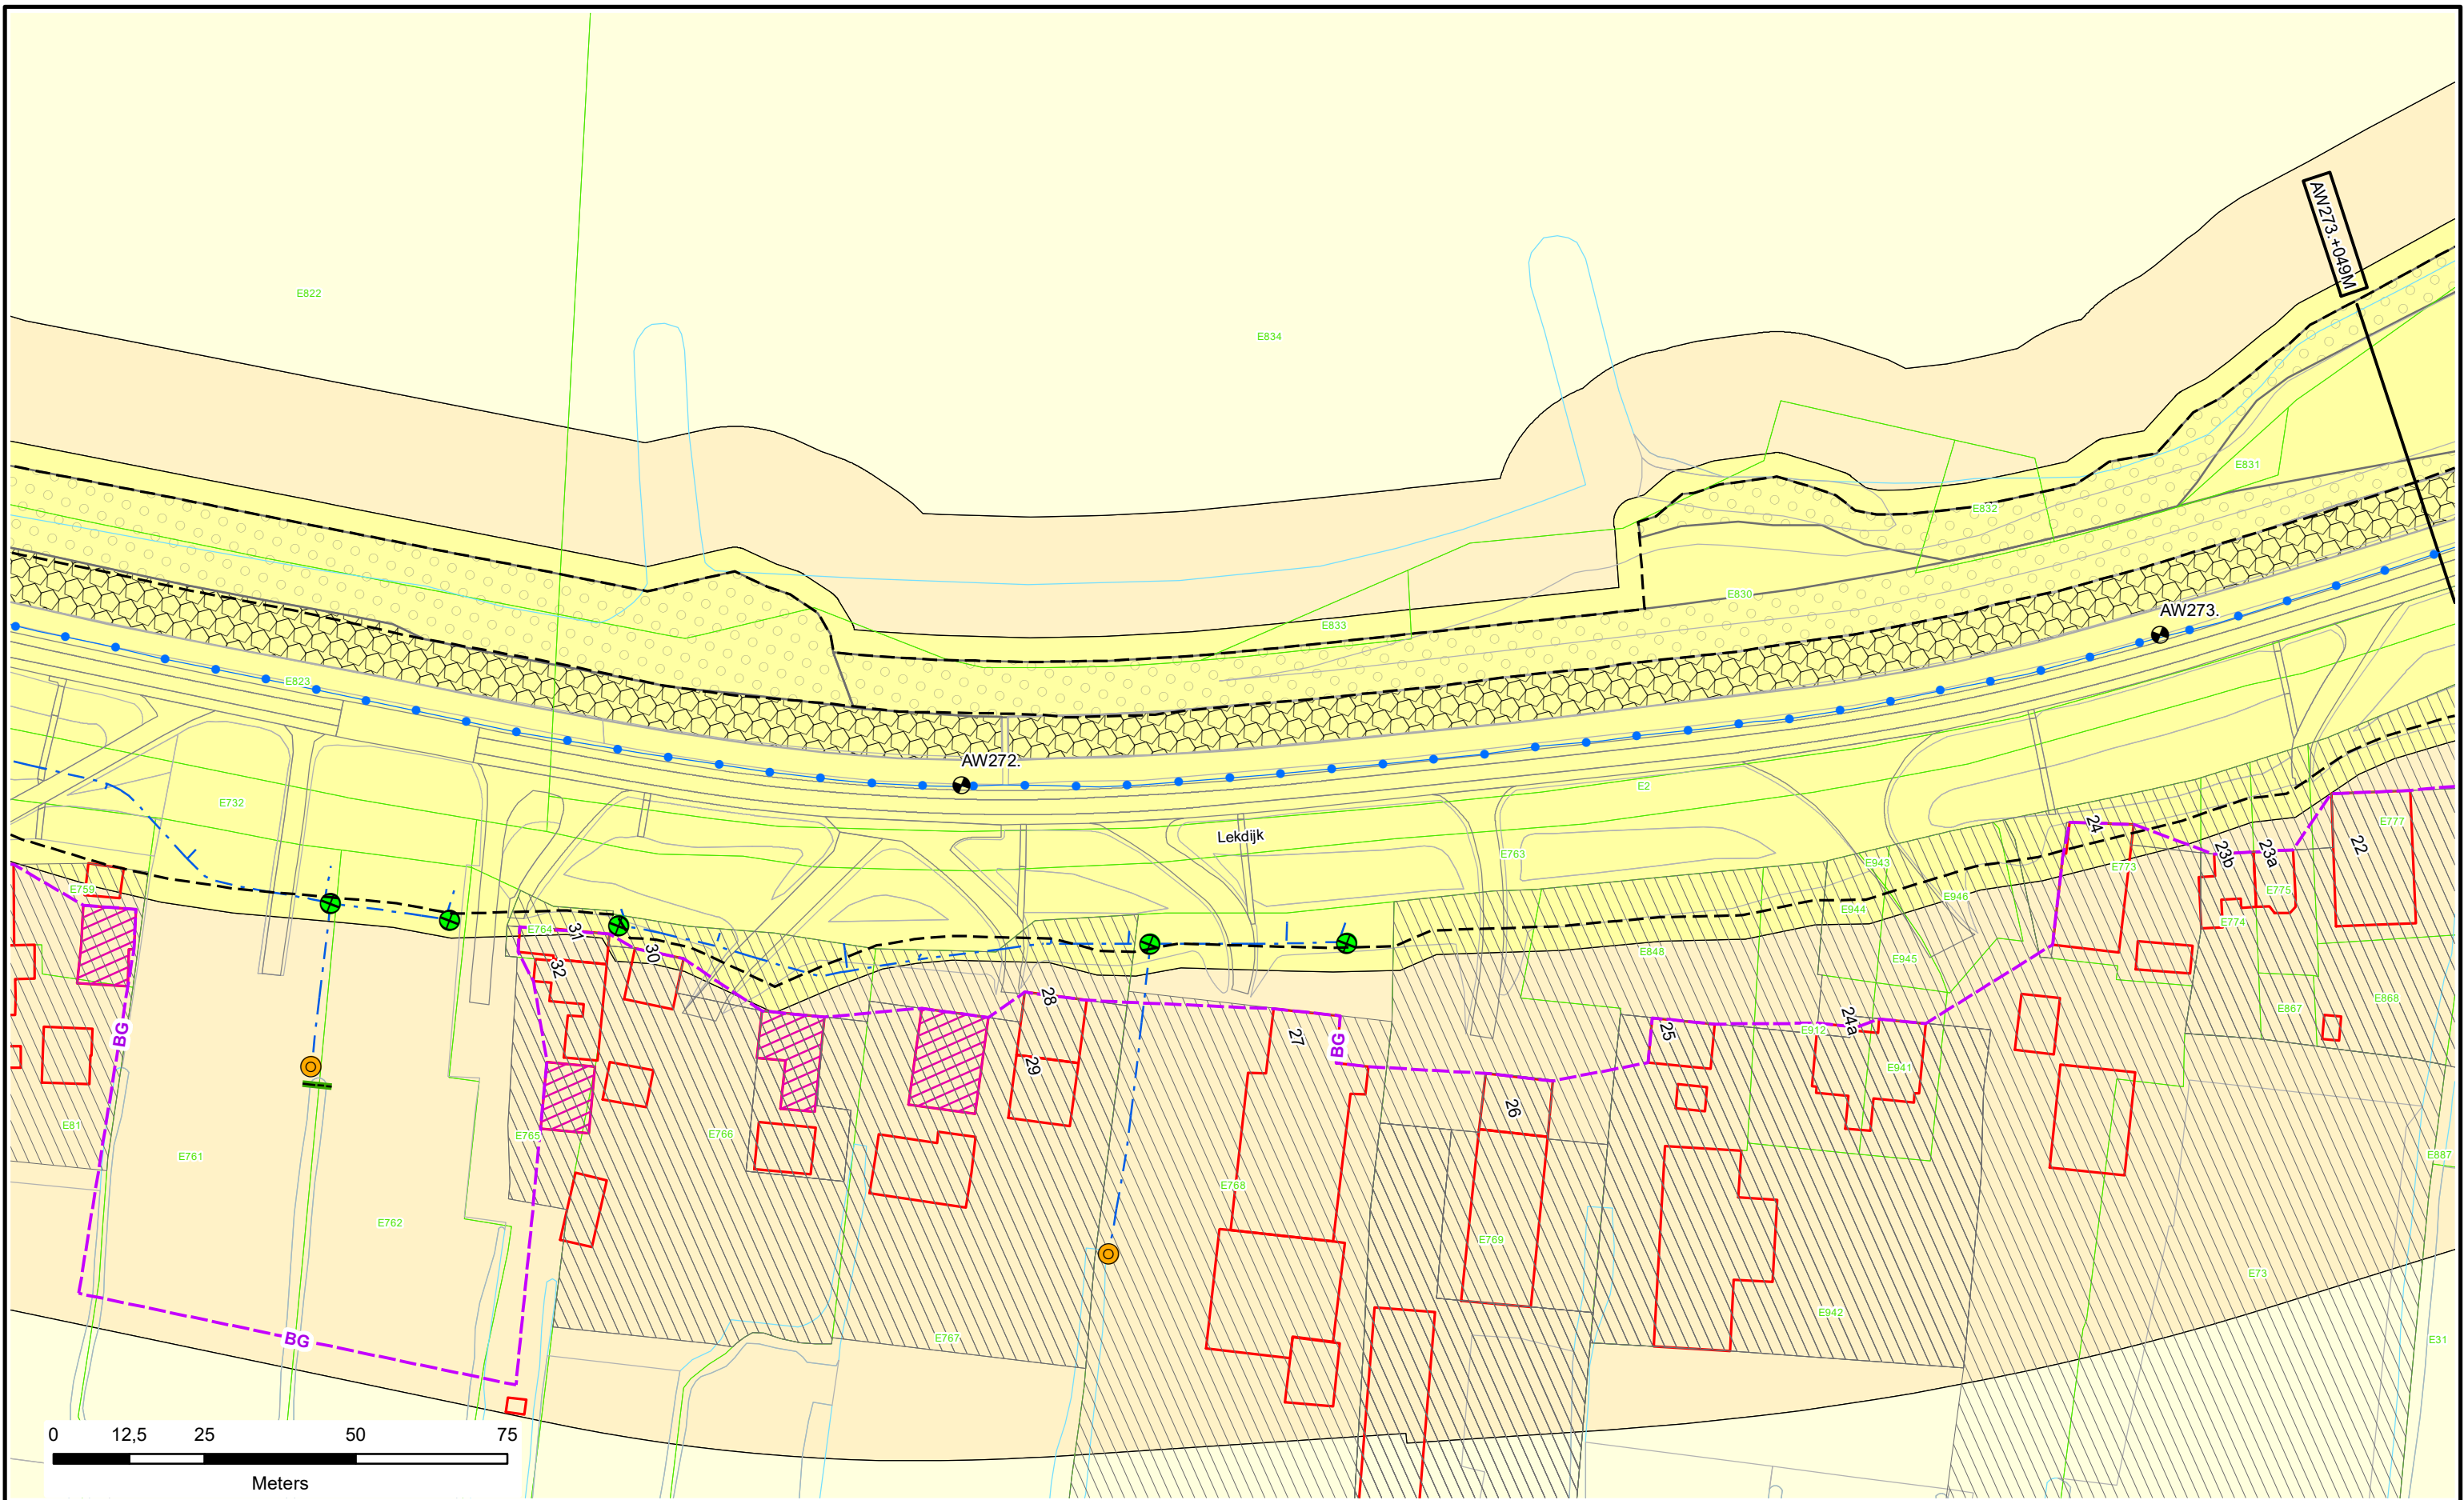 AW273.+049M
E822
E834
E831
E832
E830
AW273.
E833
E823
AW272.
E2
E732
Lekdijk
24
E777
22
E763
E943
23b
23a
E773
E759
E775
E946
E944
E774
E764
31
30
E848
E945
32
28
E868
E867
24a
BG
25
E912
27
BG
29
E941
26
E81
E765
E766
E761
E887
E768
E762
E769
E73
E942
BG
E767
E31
0 12,5 25 50 75
Meters